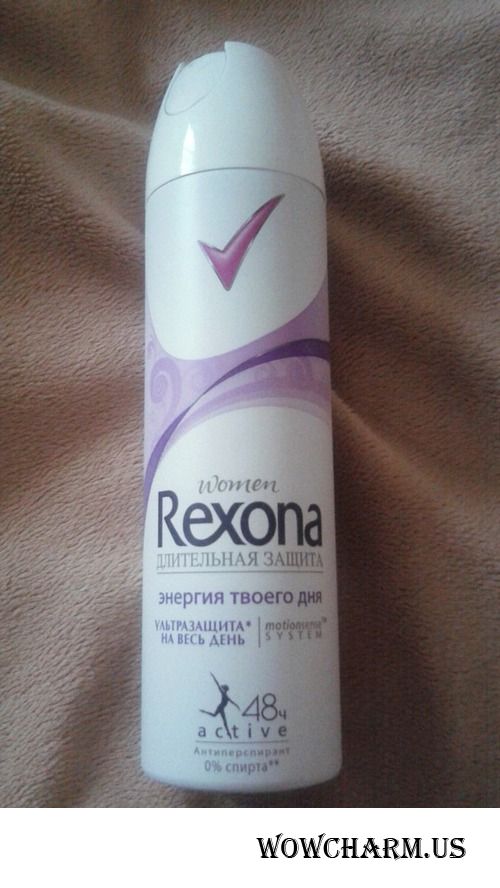 women
Rexona
ДЛИТЕЛЬНАЯ ЗАЩИТА
энергия твоего дня
УЛЬТРАЗАЩИТА* motionsense™
НА ВЕСЬ ДЕНЬ SYSTEM
48ч
active
Антиперспирант
0% спирта**
WOWCHARM.US